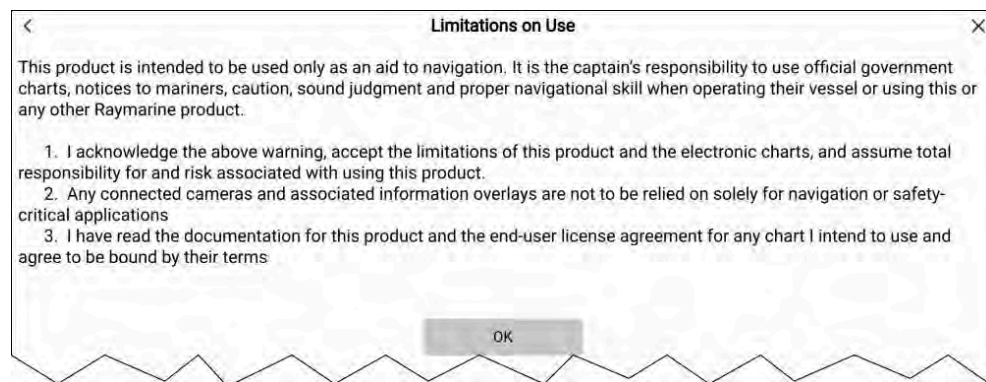 Limitations on Use
This product is intended to be used only as an aid to navigation. It is the captain's responsibility to use official government
charts, notices to mariners, caution, sound judgment and proper navigational skill when operating their vessel or using this or
any other Raymarine product.
1. I acknowledge the above warning, accept the limitations of this product and the electronic charts, and assume total
responsibility for and risk associated with using this product.
2. Any connected cameras and associated information overlays are not to be relied on solely for navigation or safety-
critical applications
3. I have read the documentation for this product and the end-user license agreement for any chart I intend to use and
agree to be bound by their terms
OK